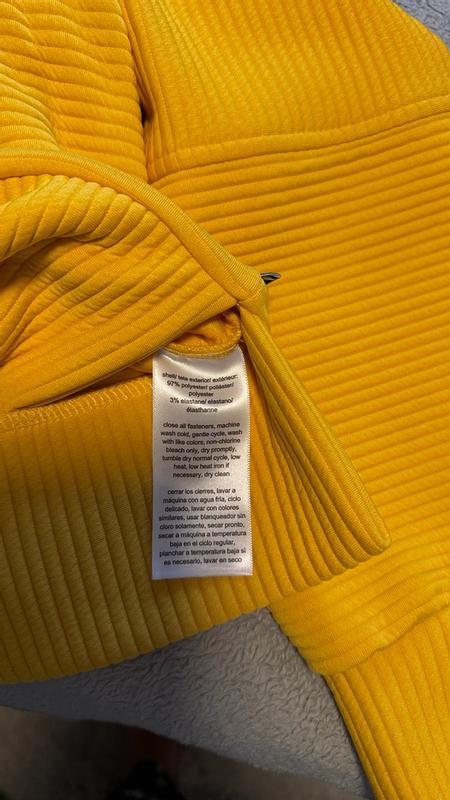 shell/ tela exterior/ extérieur:
97% polyester/ poliéster/
polyester
3% elastane/ elastano/
élasthanne
close all fasteners, machine
wash cold, gentle cycle, wash
with like colors, non-chlorine
bleach only, dry promptly,
tumble dry normal cycle, low
heat, low heat iron if
necessary, dry clean
cerrar los cierres, lavar a
máquina con agua fría, ciclo
delicado, lavar con colores
similares, usar blanqueador sin
cloro solamente, secar pronto,
secar a máquina a temperatura
baja en el ciclo regular,
planchar a temperatura baja si
es necesario, lavar en seco